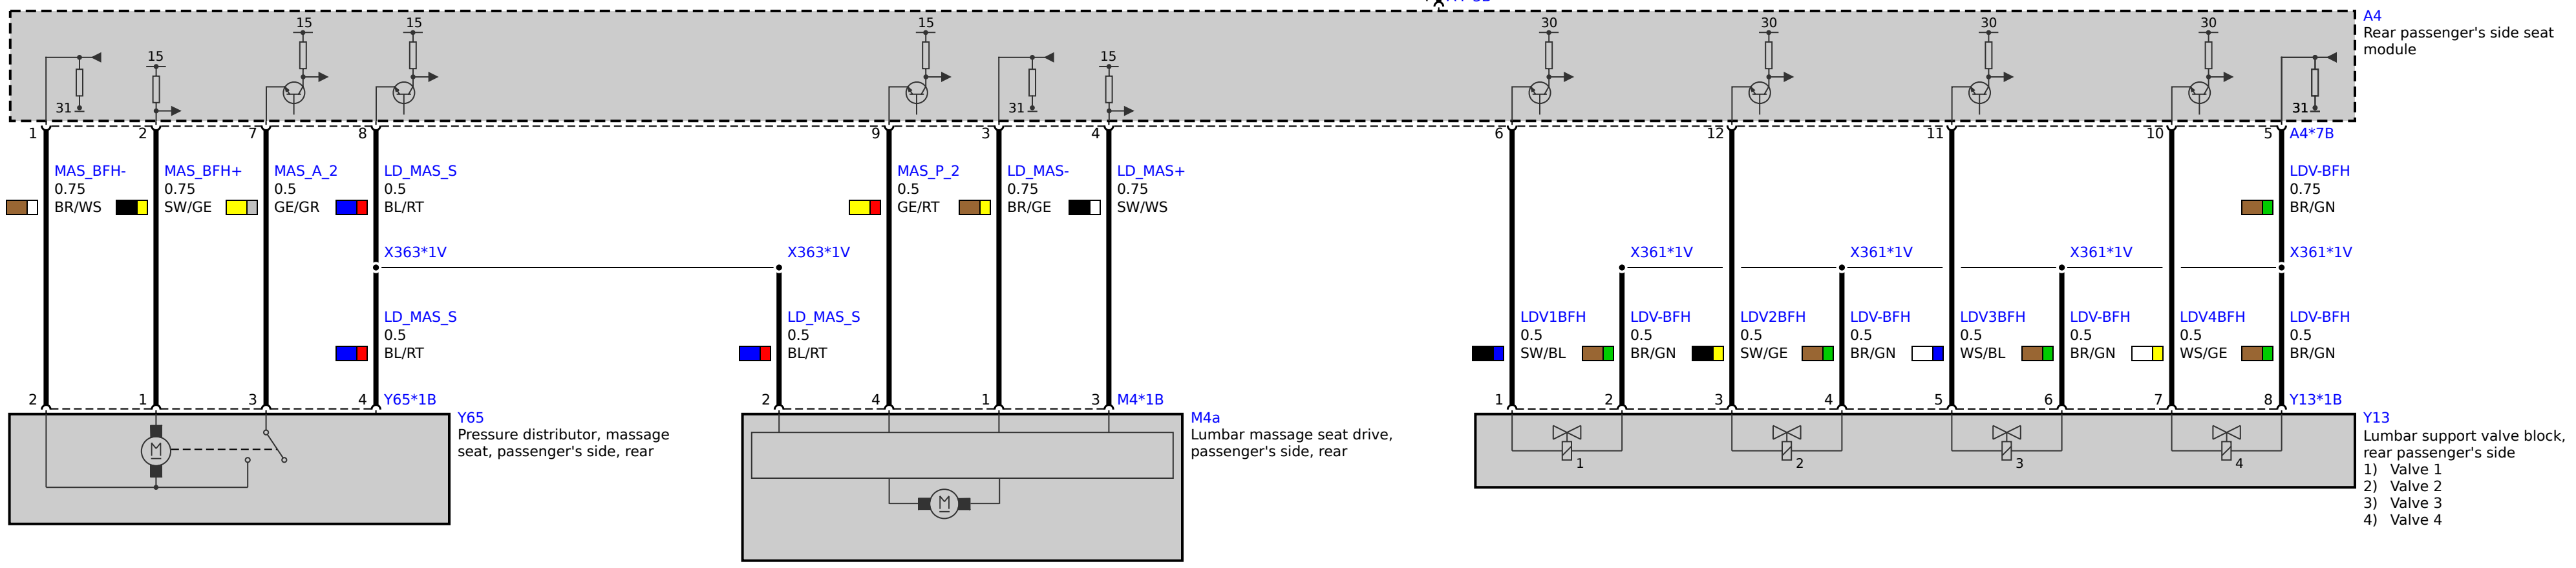 15 15 15 30 30 30 30
A4
Rear passenger's side seat
module
15 15
31 31 31
1 2 7 8 9 3 4 6 12 11 10 5 A4*7B
MAS_BFH- MAS_BFH+ MAS_A_2 LD_MAS_S MAS_P_2 LD_MAS- LD_MAS+ LDV-BFH
0.75 0.75 0.5 0.5 0.5 0.75 0.75 0.75
BR/WS SW/GE GE/GR BL/RT GE/RT BR/GE SW/WS BR/GN
X363*1V X363*1V X361*1V X361*1V X361*1V X361*1V
LD_MAS_S LD_MAS_S LDV1BFH LDV-BFH LDV2BFH LDV-BFH LDV3BFH LDV-BFH LDV4BFH LDV-BFH
0.5 0.5 0.5 0.5 0.5 0.5 0.5 0.5 0.5 0.5
BL/RT BL/RT SW/BL BR/GN SW/GE BR/GN WS/BL BR/GN WS/GE BR/GN
2 1 3 4 Y65*1B 2 4 1 3 M4*1B 1 2 3 4 5 6 7 8 Y13*1B
Y65
Pressure distributor, massage
seat, passenger's side, rear
M
M4a
Lumbar massage seat drive,
passenger's side, rear
M
1 2 3 4
Y13
Lumbar support valve block,
rear passenger's side
1) Valve 1
2) Valve 2
3) Valve 3
4) Valve 4